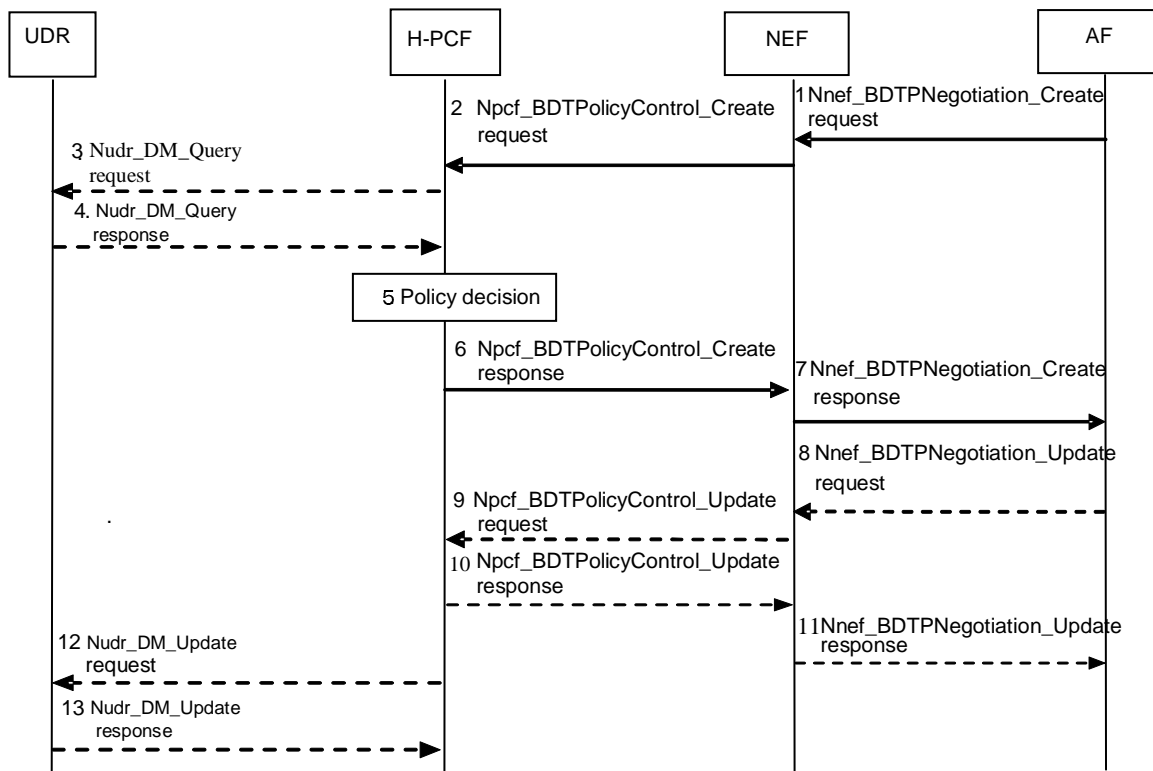 UDR
H-PCF
NEF
AF
1 Nnef_BDTPNegotiation_Create
request
2 Npcf_BDTPolicyControl_Create
request
3. Nudr_DM_Query
request
4. Nudr_DM_Query
response
5 Policy decision
6 Npcf_BDTPolicyControl_Create
response
7 Nnef_BDTPNegotiation_Create
response
8 Nnef_BDTPNegotiation_Update
request
9 Npcf_BDTPolicyControl_Update
request
.
10 Npcf_BDTPolicyControl_Update
response
11 Nnef_BDTPNegotiation_Update
response
12 Nudr_DM_Update
request
13 Nudr_DM_Update
response